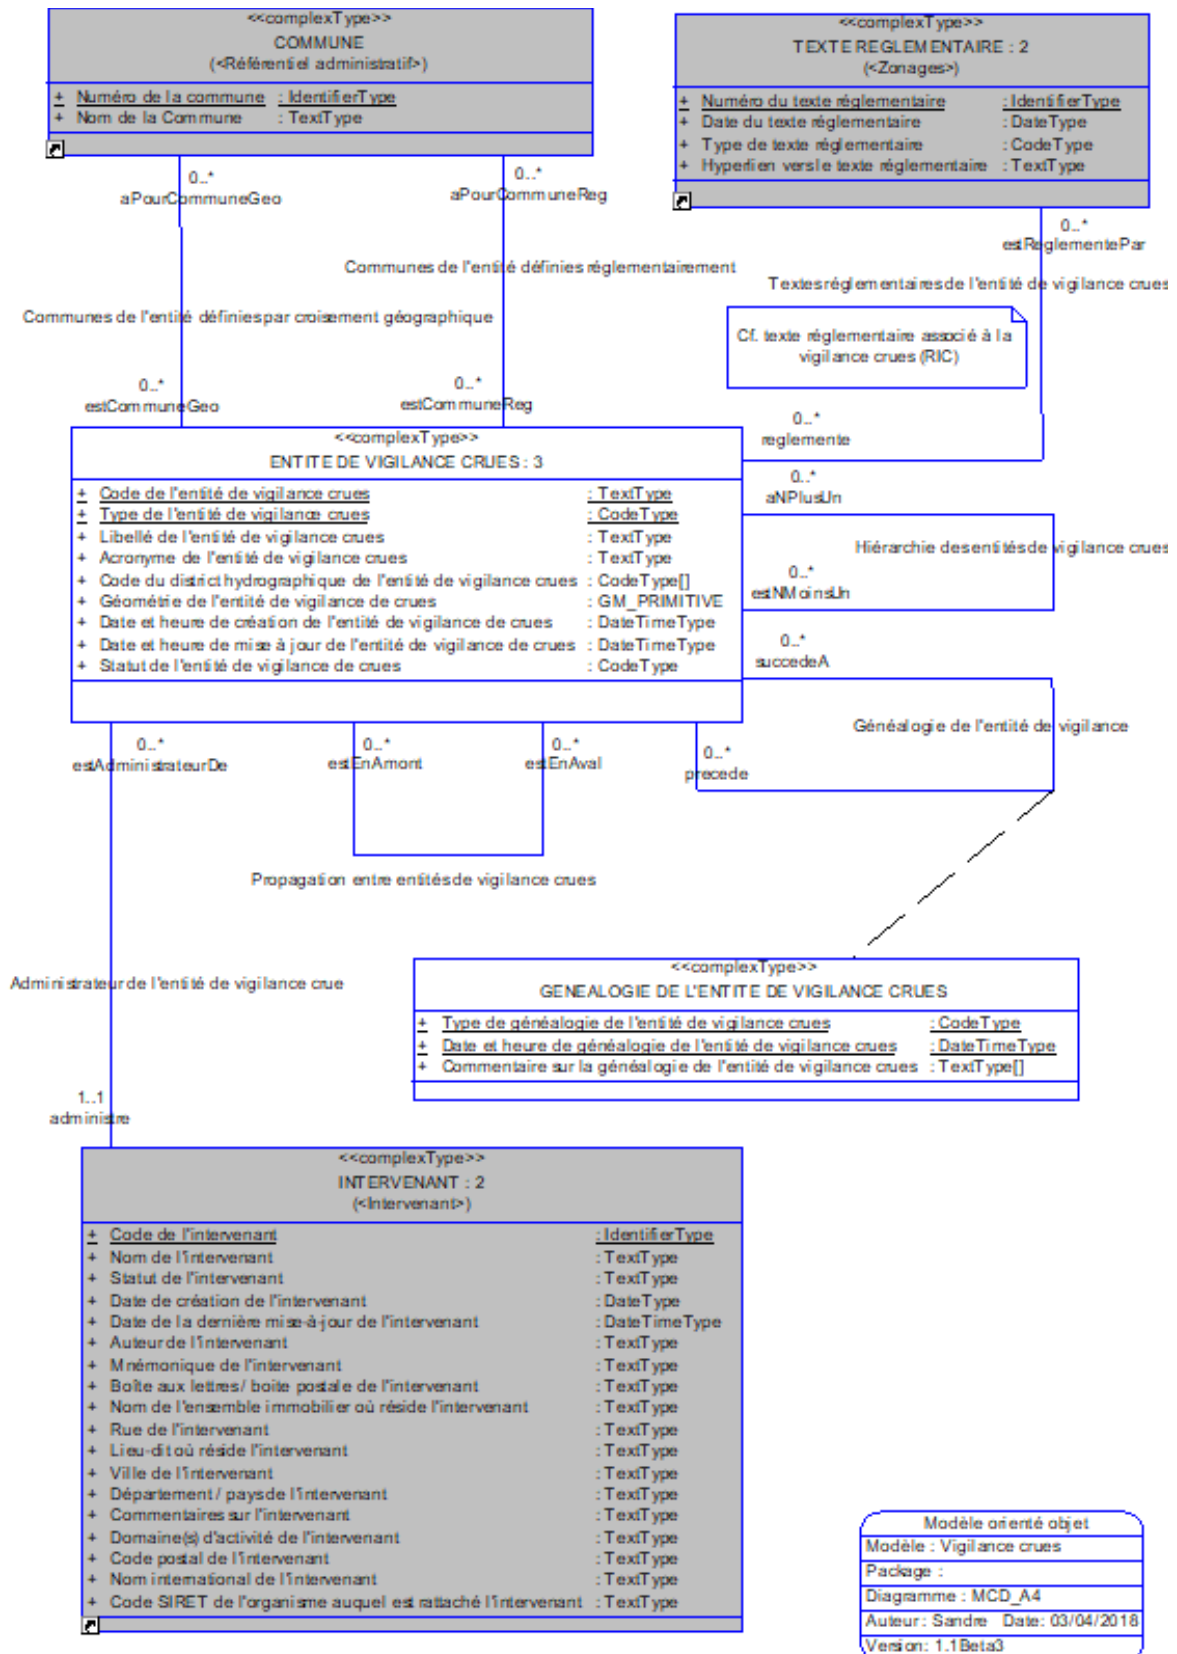 <<complexType>>
COMMUNE
(<Référentiel administratif>)
+ Numéro de la commune : IdentifierType
+ Nom de la Commune : TextType
<<complexType>>
TEXTE REGLEMENTAIRE : 2
(<Zonages>)
+ Numéro du texte réglementaire : IdentifierType
+ Date du texte réglementaire : DateType
+ Type de texte réglementaire : CodeType
+ Hyperlien vers le texte réglementaire : TextType
0..*
aPourCommuneGeo
0..*
aPourCommuneReg
0..*
estReglementePar
Communes de l'entité définies réglementairement
Textes réglementaires de l'entité de vigilance crues
Communes de l'entité définies par croisement géographique
Cf. texte réglementaire associé à la
vigilance crues (RIC)
0..*
estCommuneGeo
0..*
estCommuneReg
0..*
reglemente
<<complexType>>
ENTITE DE VIGILANCE CRUES : 3
+ Code de l'entité de vigilance crues : TextType
+ Type de l'entité de vigilance crues : CodeType
+ Libellé de l'entité de vigilance crues : TextType
+ Acronyme de l'entité de vigilance crues : TextType
+ Code du district hydrographique de l'entité de vigilance crues : CodeType[]
+ Géométrie de l'entité de vigilance de crues : GM_PRIMITIVE
+ Date et heure de création de l'entité de vigilance de crues : DateTimeType
+ Date et heure de mise à jour de l'entité de vigilance de crues : DateTimeType
+ Statut de l'entité de vigilance de crues : CodeType
0..*
aNPlusUn
Hiérarchie des entités de vigilance crues
0..*
estNMoinsUn
0..*
succedeA
Généalogie de l'entité de vigilance
0..*
estAdministrateurDe
0..*
estEnAmont
0..*
estEnAval
0..*
precede
Propagation entre entités de vigilance crues
Administrateur de l'entité de vigilance crue
<<complexType>>
GENEALOGIE DE L'ENTITE DE VIGILANCE CRUES
+ Type de généalogie de l'entité de vigilance crues : CodeType
+ Date et heure de généalogie de l'entité de vigilance crues : DateTimeType
+ Commentaire sur la généalogie de l'entité de vigilance crues : TextType[]
1..1
administre
<<complexType>>
INTERVENANT : 2
(<Intervenant>)
+ Code de l'intervenant : IdentifierType
+ Nom de l'intervenant : TextType
+ Statut de l'intervenant : TextType
+ Date de création de l'intervenant : DateType
+ Date de la dernière mise-à-jour de l'intervenant : DateTimeType
+ Auteur de l'intervenant : TextType
+ Mnémonique de l'intervenant : TextType
+ Boîte aux lettres / boite postale de l'intervenant : TextType
+ Nom de l'ensemble immobilier où réside l'intervenant : TextType
+ Rue de l'intervenant : TextType
+ Lieu-dit où réside l'intervenant : TextType
+ Ville de l'intervenant : TextType
+ Département / pays de l'intervenant : TextType
+ Commentaires sur l'intervenant : TextType
+ Domaine(s) d'activité de l'intervenant : TextType
+ Code postal de l'intervenant : TextType
+ Nom international de l'intervenant : TextType
+ Code SIRET de l'organisme auquel est rattaché l'intervenant : TextType
Modèle orienté objet
Modèle : Vigilance crues
Package :
Diagramme : MCD_A4
Auteur : Sandre Date: 03/04/2018
Version: 1.1Beta3